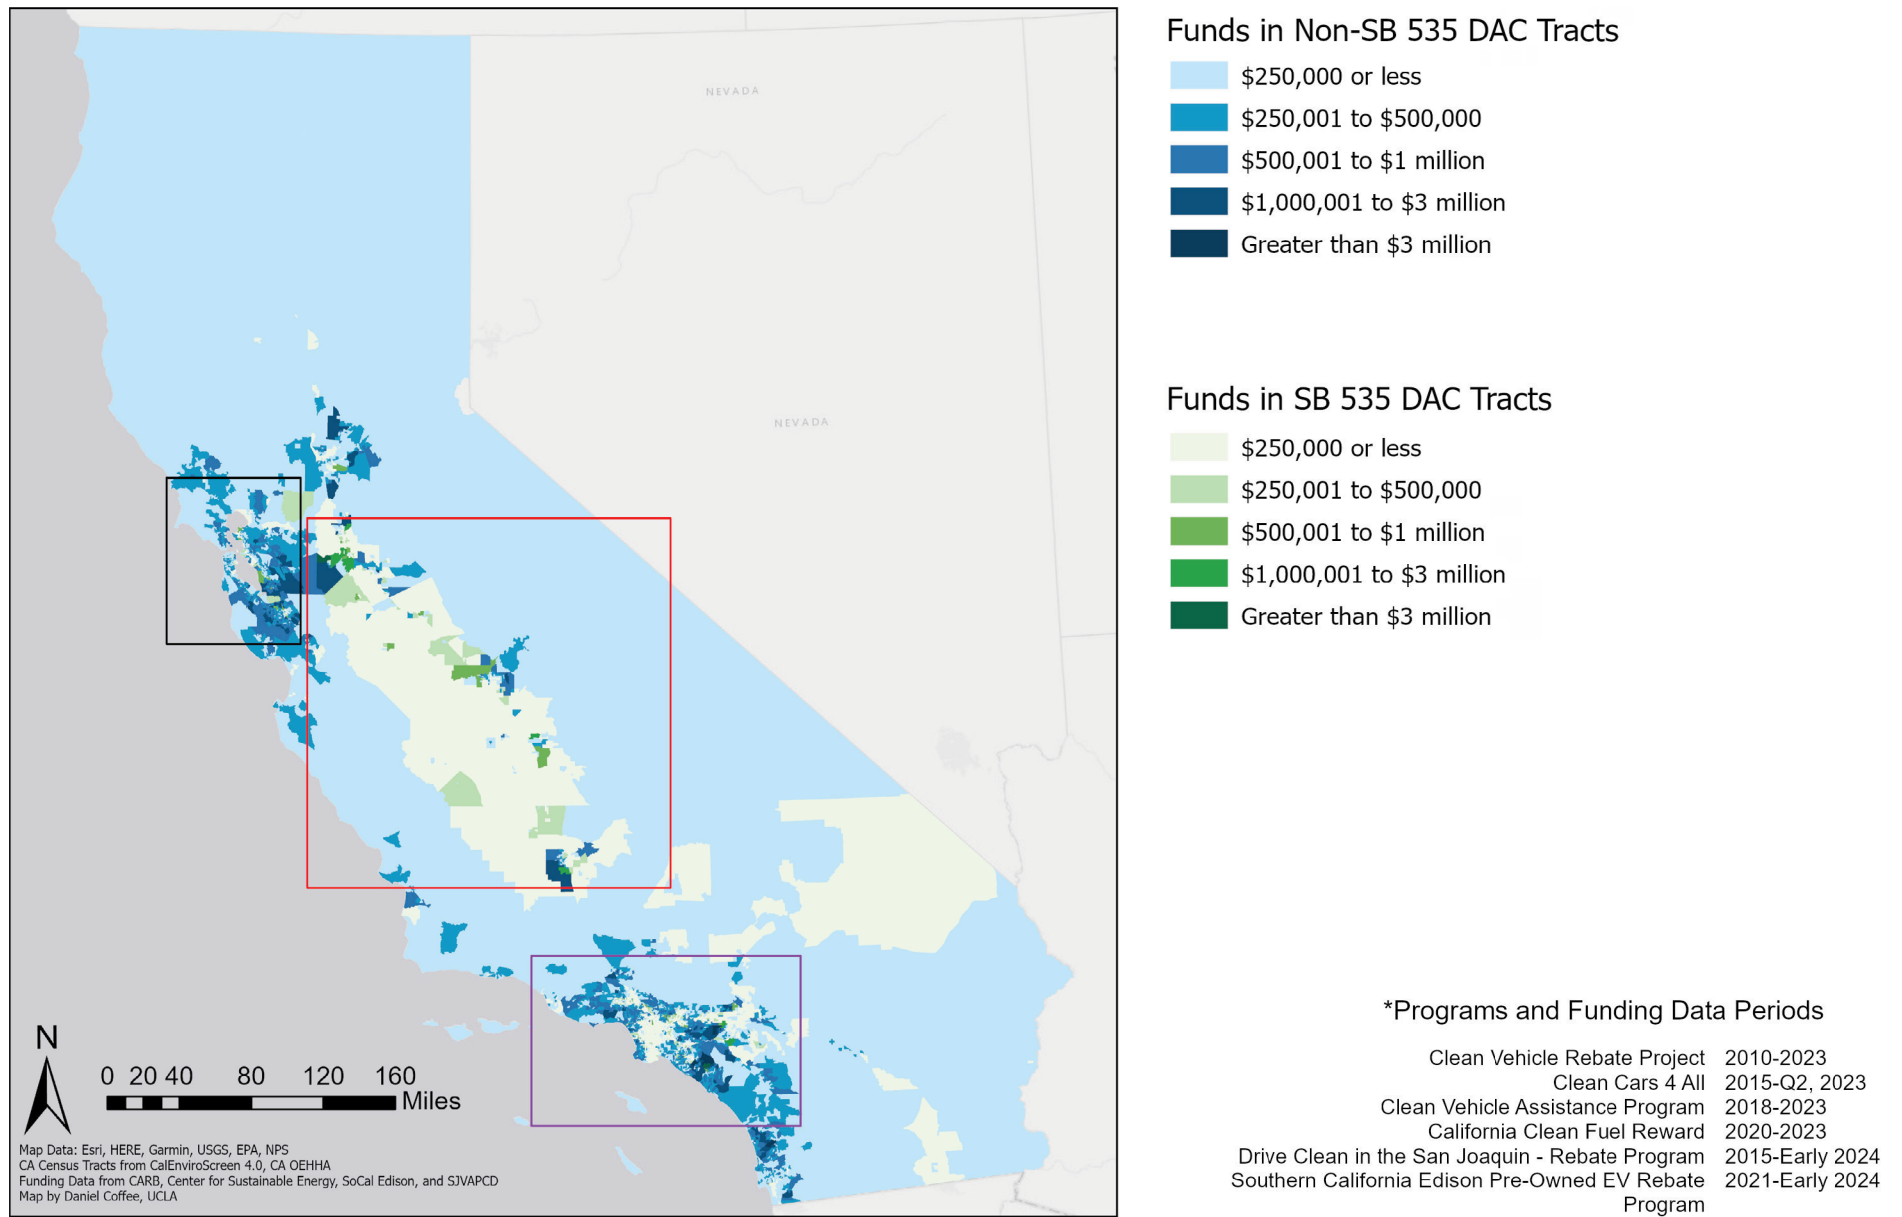 NEVADA
NEVADA
N
0 20 40 80 120 160
Miles
Map Data: Esri, HERE, Garmin, USGS, EPA, NPS
CA Census Tracts from CalEnviroScreen 4.0, CA OEHHA
Funding Data from CARB, Center for Sustainable Energy, SoCal Edison, and SJVAPCD
Map by Daniel Coffee, UCLA
Funds in Non-SB 535 DAC Tracts
$250,000 or less
$250,001 to $500,000
$500,001 to $1 million
$1,000,001 to $3 million
Greater than $3 million
Funds in SB 535 DAC Tracts
$250,000 or less
$250,001 to $500,000
$500,001 to $1 million
$1,000,001 to $3 million
Greater than $3 million
*Programs and Funding Data Periods
Clean Vehicle Rebate Project 2010-2023
Clean Cars 4 All 2015-Q2, 2023
Clean Vehicle Assistance Program 2018-2023
California Clean Fuel Reward 2020-2023
Drive Clean in the San Joaquin - Rebate Program 2015-Early 2024
Southern California Edison Pre-Owned EV Rebate 2021-Early 2024
Program